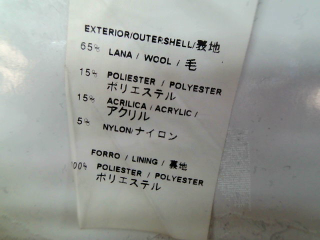 EXTERIOR/OUTERSHELL/表地
65% LANA / WOOL / 毛
15% POLIESTER / POLYESTER
ポリエステル
15% ACRILICA / ACRYLIC /
アクリル
5% NYLON/ナイロン
FORRO / LINING / 裏地
100% POLIESTER / POLYESTER
ポリエステル